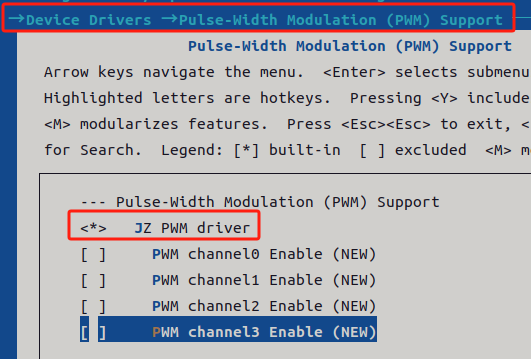 →Device Drivers →Pulse-Width Modulation (PWM) Support
Pulse-Width Modulation (PWM) Support
Arrow keys navigate the menu.  <Enter> selects submenu
Highlighted letters are hotkeys.  Pressing <Y> include
<M> modularizes features.  Press <Esc><Esc> to exit, <
for Search.  Legend: [*] built-in  [ ] excluded  <M> m
--- Pulse-Width Modulation (PWM) Support
<*>   JZ PWM driver
[ ]     PWM channel0 Enable (NEW)
[ ]     PWM channel1 Enable (NEW)
[ ]     PWM channel2 Enable (NEW)
[ ]     PWM channel3 Enable (NEW)